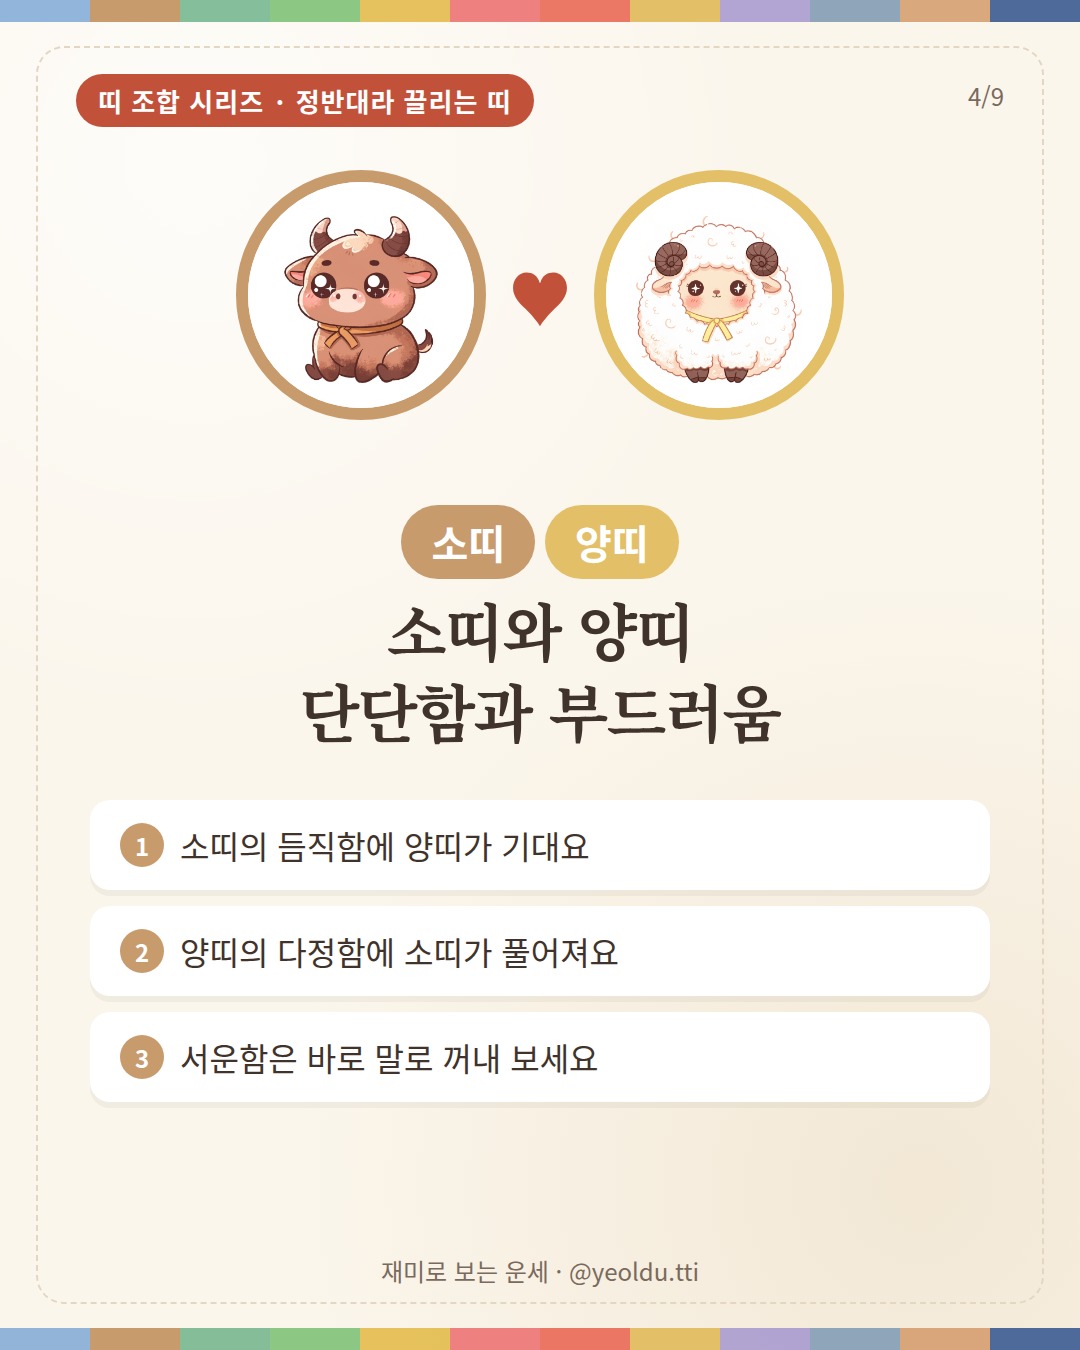 띠 조합 시리즈 · 정반대라 끌리는 띠
4/9
소띠 양띠
소띠와 양띠
단단함과 부드러움
1 소띠의 듬직함에 양띠가 기대요
2 양띠의 다정함에 소띠가 풀어져요
3 서운함은 바로 말로 꺼내 보세요
재미로 보는 운세 · @yeoldu.tti